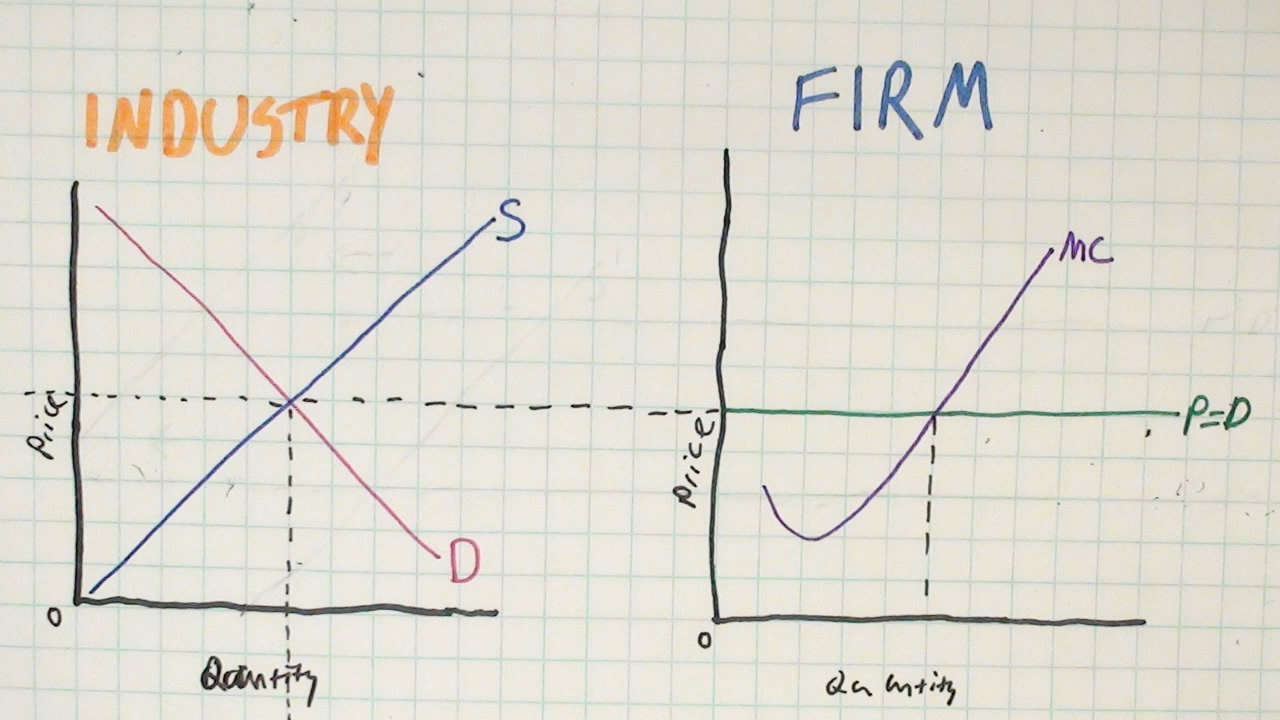 INDUSTRY
FIRM
S
MC
Price
P=D
Price
D
0
0
Quantity
Quantity